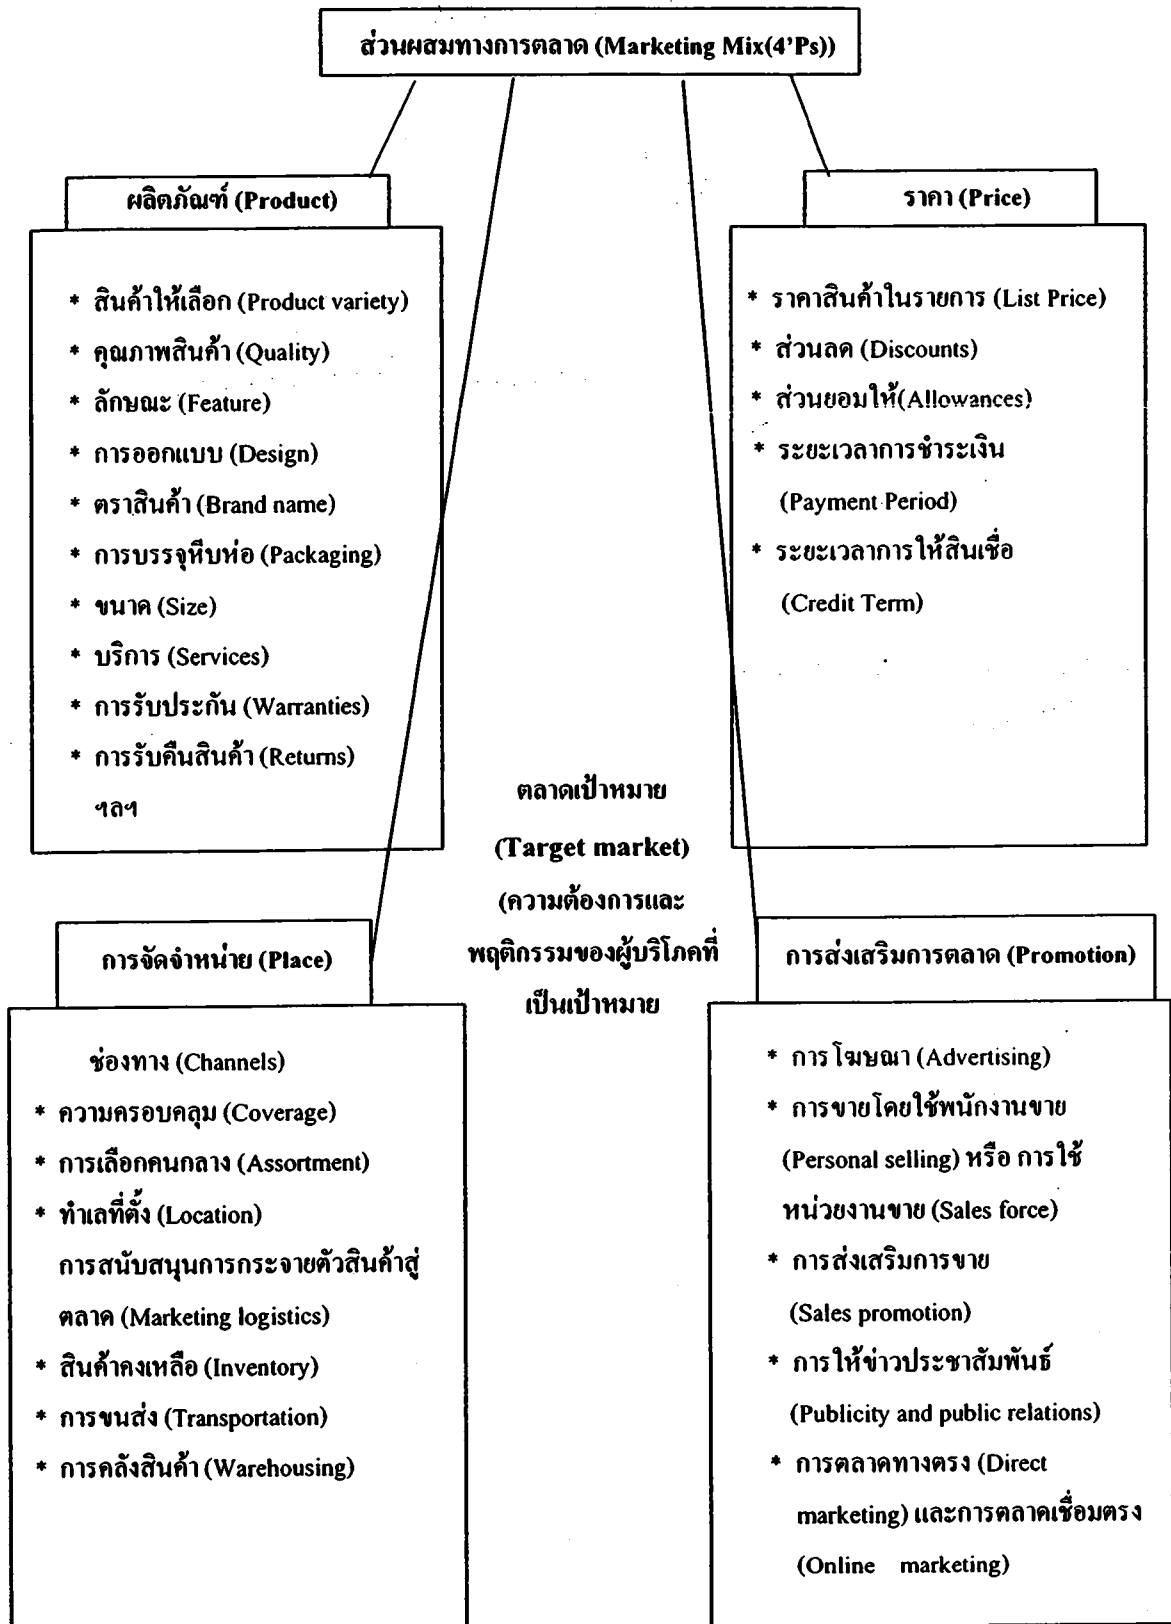 ส่วนผสมทางการตลาด (Marketing Mix(4'Ps))
ผลิตภัณฑ์ (Product)
* สินค้าให้เลือก (Product variety)
* คุณภาพสินค้า (Quality)
* ลักษณะ (Feature)
* การออกแบบ (Design)
* ตราสินค้า (Brand name)
* การบรรจุหีบห่อ (Packaging)
* ขนาด (Size)
* บริการ (Services)
* การรับประกัน (Warranties)
* การรับคืนสินค้า (Returns)
ฯลฯ
ราคา (Price)
* ราคาสินค้าในรายการ (List Price)
* ส่วนลด (Discounts)
* ส่วนยอมให้(Allowances)
* ระยะเวลาการชำระเงิน
(Payment Period)
* ระยะเวลาการให้สินเชื่อ
(Credit Term)
ตลาดเป้าหมาย
(Target market)
(ความต้องการและ
พฤติกรรมของผู้บริโภคที่
เป็นเป้าหมาย
การจัดจำหน่าย (Place)
ช่องทาง (Channels)
* ความครอบคลุม (Coverage)
* การเลือกคนกลาง (Assortment)
* ทำเลที่ตั้ง (Location)
การสนับสนุนการกระจายตัวสินค้าสู่
ตลาด (Marketing logistics)
* สินค้าคงเหลือ (Inventory)
* การขนส่ง (Transportation)
* การคลังสินค้า (Warehousing)
การส่งเสริมการตลาด (Promotion)
* การโฆษณา (Advertising)
* การขายโดยใช้พนักงานขาย
(Personal selling) หรือ การใช้
หน่วยงานขาย (Sales force)
* การส่งเสริมการขาย
(Sales promotion)
* การให้ข่าวประชาสัมพันธ์
(Publicity and public relations)
* การตลาดทางตรง (Direct
marketing) และการตลาดเชื่อมตรง
(Online marketing)